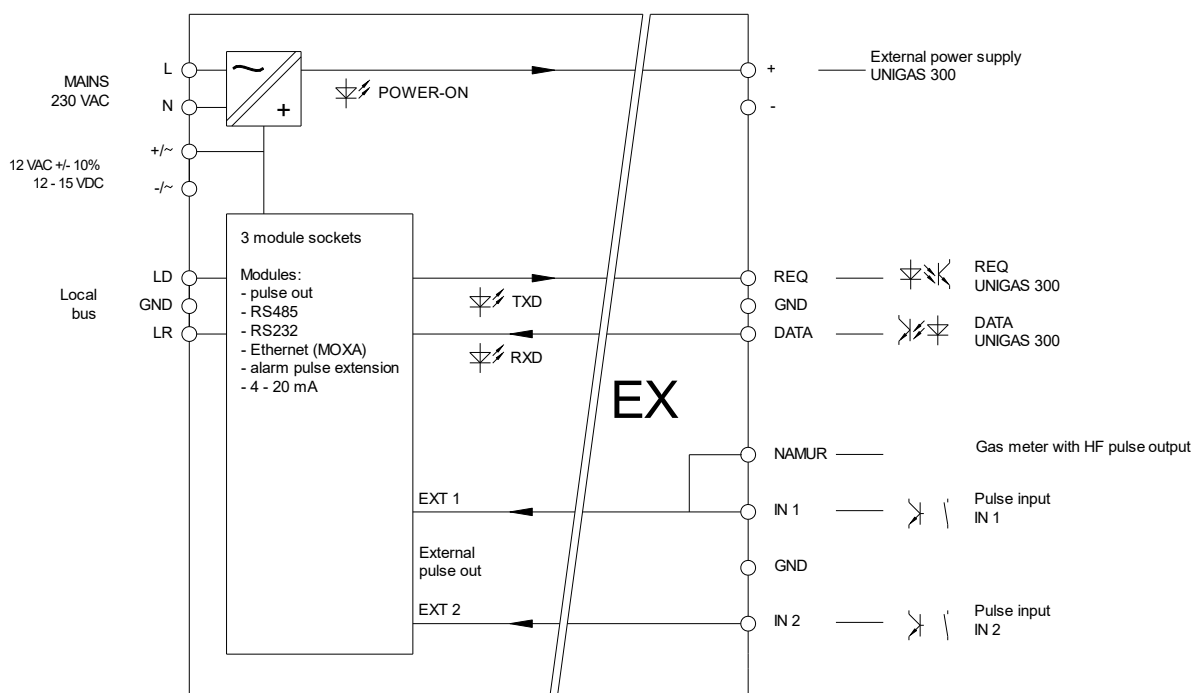 MAINS
230 VAC
L
N
+
POWER-ON
+
-
External power supply
UNIGAS 300
12 VAC +/- 10%
12 - 15 VDC
+/~
-/~
3 module sockets
Modules:
- pulse out
- RS485
- RS232
- Ethernet (MOXA)
- alarm pulse extension
- 4 - 20 mA
Local
bus
LD
GND
LR
TXD
RXD
REQ
GND
DATA
REQ
UNIGAS 300
DATA
UNIGAS 300
EX
NAMUR
Gas meter with HF pulse output
EXT 1
IN 1
Pulse input
IN 1
External
pulse out
GND
EXT 2
IN 2
Pulse input
IN 2